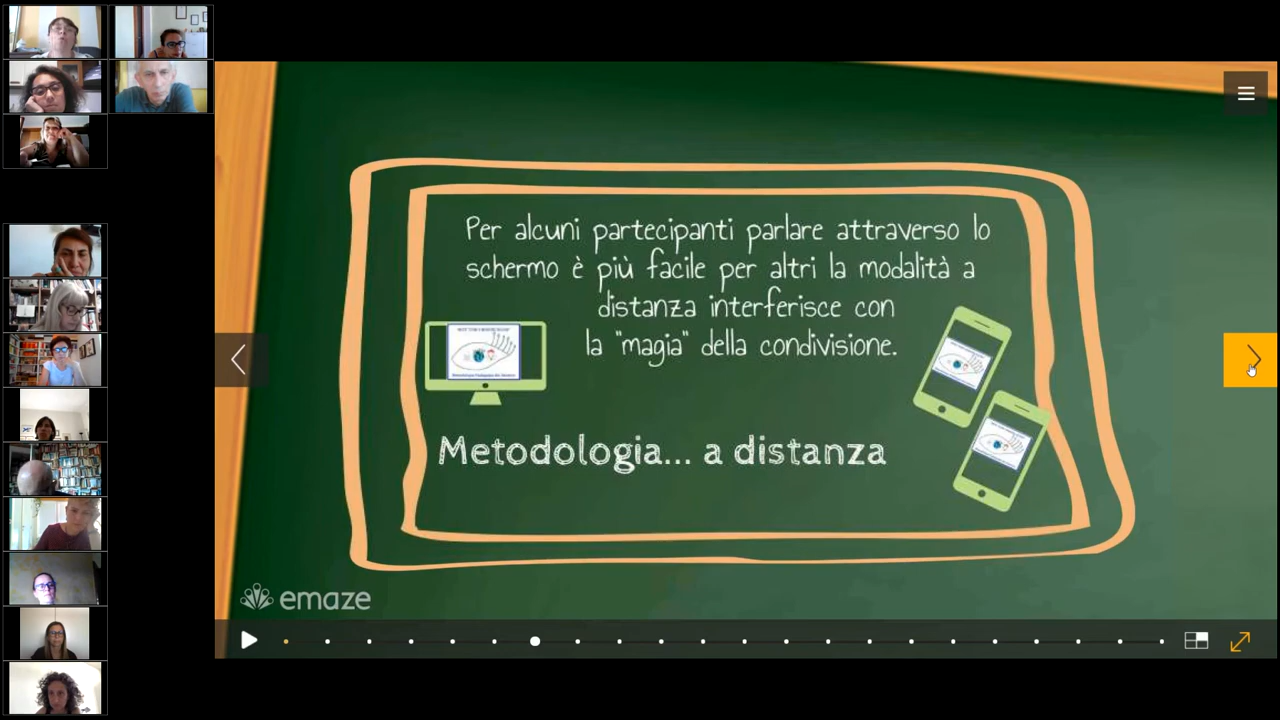 Per alcuni partecipanti parlare attraverso lo
schermo è più facile per altri la modalità a
distanza interferisce con
la "magia" della condivisione.
Metodologia... a distanza
emaze